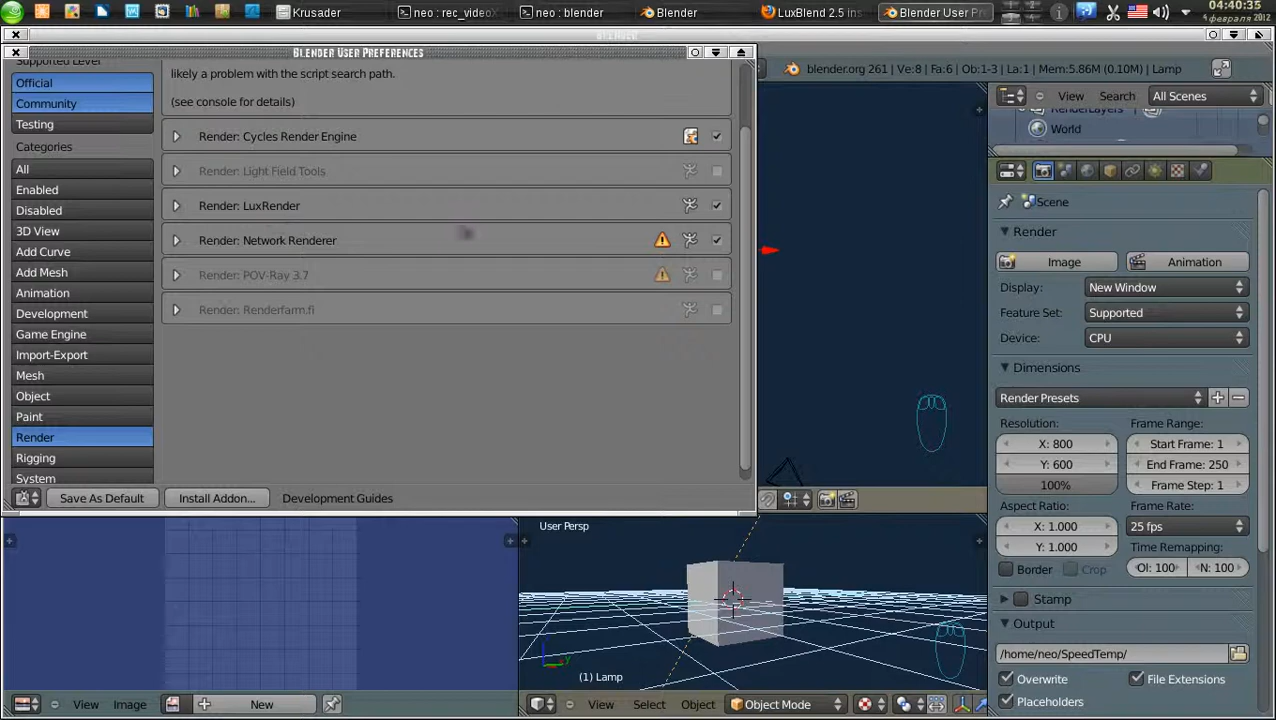 Krusader
neo : rec_videoX
neo : blender
Blender
LuxBlend 2.5 ins
Blender User Pre
04:40:35
4 февраля 2012
BLENDER USER PREFERENCES
blender.org 261 | Ve:8 | Fa:6 | Ob:1-3 | La:1 | Mem:5.86M (0.10M) | Lamp
Supported Level
Official
Community
Testing
Categories
All
Enabled
Disabled
3D View
Add Curve
Add Mesh
Animation
Development
Game Engine
Import-Export
Mesh
Object
Paint
Render
Rigging
System
likely a problem with the script search path.
(see console for details)
Render: Cycles Render Engine
Render: Light Field Tools
Render: LuxRender
Render: Network Renderer
Render: POV-Ray 3.7
Render: Renderfarm.fi
Save As Default
Install Addon...
Development Guides
View
Search
All Scenes
RenderLayers
World
Scene
Render
Image
Animation
Display:
New Window
Feature Set:
Supported
Device:
CPU
Dimensions
Render Presets
Resolution:
Frame Range:
X: 800
Start Frame: 1
Y: 600
End Frame: 250
100%
Frame Step: 1
Aspect Ratio:
Frame Rate:
X: 1.000
25 fps
Y: 1.000
Time Remapping:
Border
Crop
Ol: 100
N: 100
Stamp
Output
/home/neo/SpeedTemp/
Overwrite
File Extensions
Placeholders
User Persp
y
(1) Lamp
View
Image
New
View
Select
Object
Object Mode